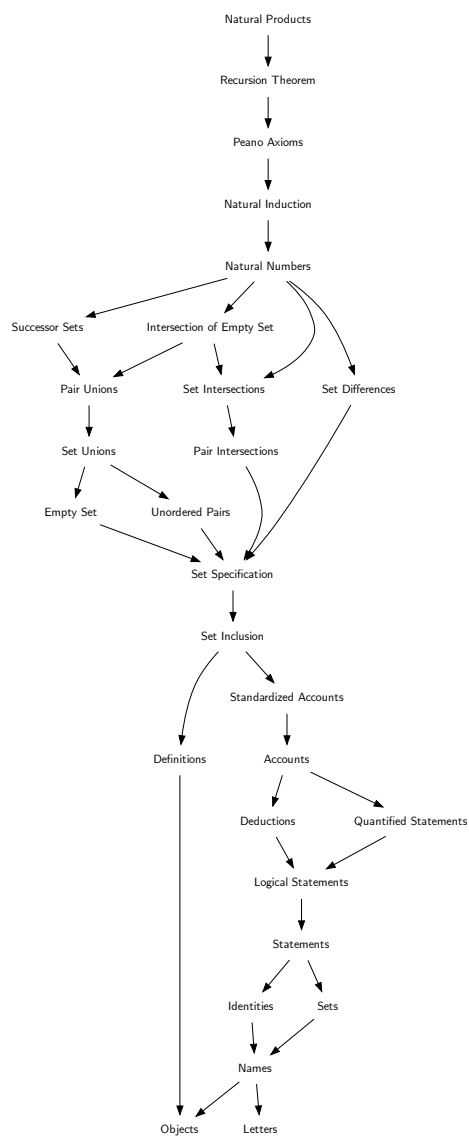 Natural Products
Recursion Theorem
Peano Axioms
Natural Induction
Natural Numbers
Successor Sets
Intersection of Empty Set
Pair Unions
Set Intersections
Set Differences
Set Unions
Pair Intersections
Empty Set
Unordered Pairs
Set Specification
Set Inclusion
Standardized Accounts
Definitions
Accounts
Deductions
Quantified Statements
Logical Statements
Statements
Identities
Sets
Names
Objects
Letters